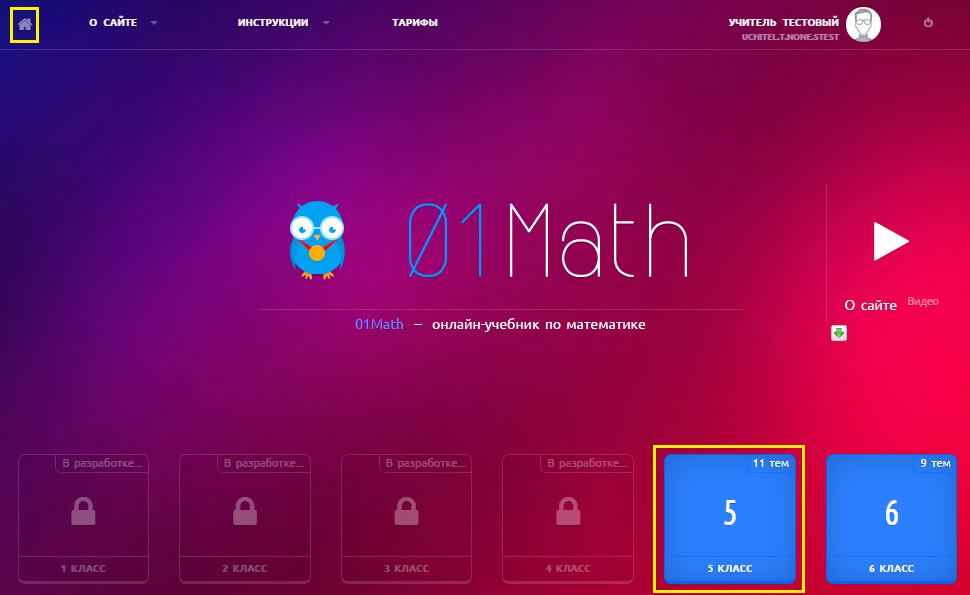 О САЙТЕ ИНСТРУКЦИИ ТАРИФЫ УЧИТЕЛЬ ТЕСТОВЫЙ
UCHITEL.T.NONE.STEST
01Math
О сайте Видео
01Math – онлайн-учебник по математике
В разработке... В разработке... В разработке... В разработке... 11 тем 9 тем
5 6
1 КЛАСС 2 КЛАСС 3 КЛАСС 4 КЛАСС 5 КЛАСС 6 КЛАСС